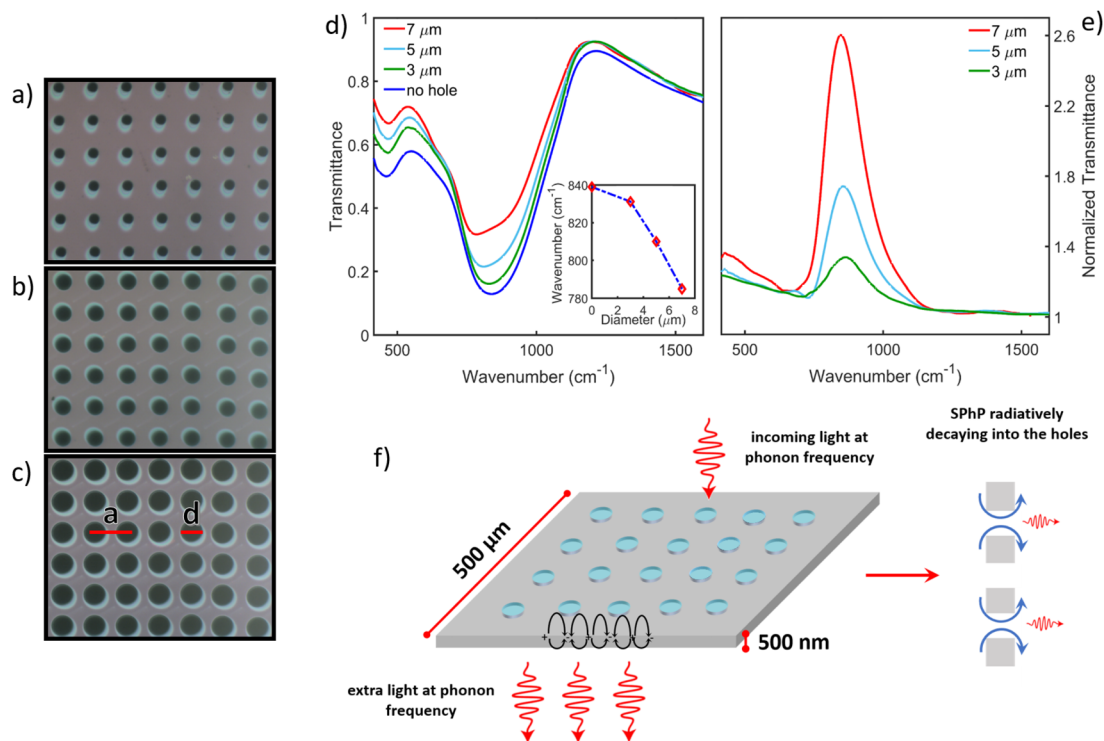 a)
b)
c)
a
d
d)
7 μm
5 μm
3 μm
no hole
Transmittance
1
0.8
0.6
0.4
0.2
0
500
1000
1500
Wavenumber (cm-1)
Wavenumber (cm-1)
840
820
800
780
0
2
4
6
8
Diameter (μm)
e)
7 μm
5 μm
3 μm
2.6
2.2
1.8
1.4
1
Normalized Transmittance
500
1000
1500
Wavenumber (cm-1)
f)
incoming light at
phonon frequency
500 μm
500 nm
+
-
extra light at phonon
frequency
SPhP radiatively
decaying into the holes